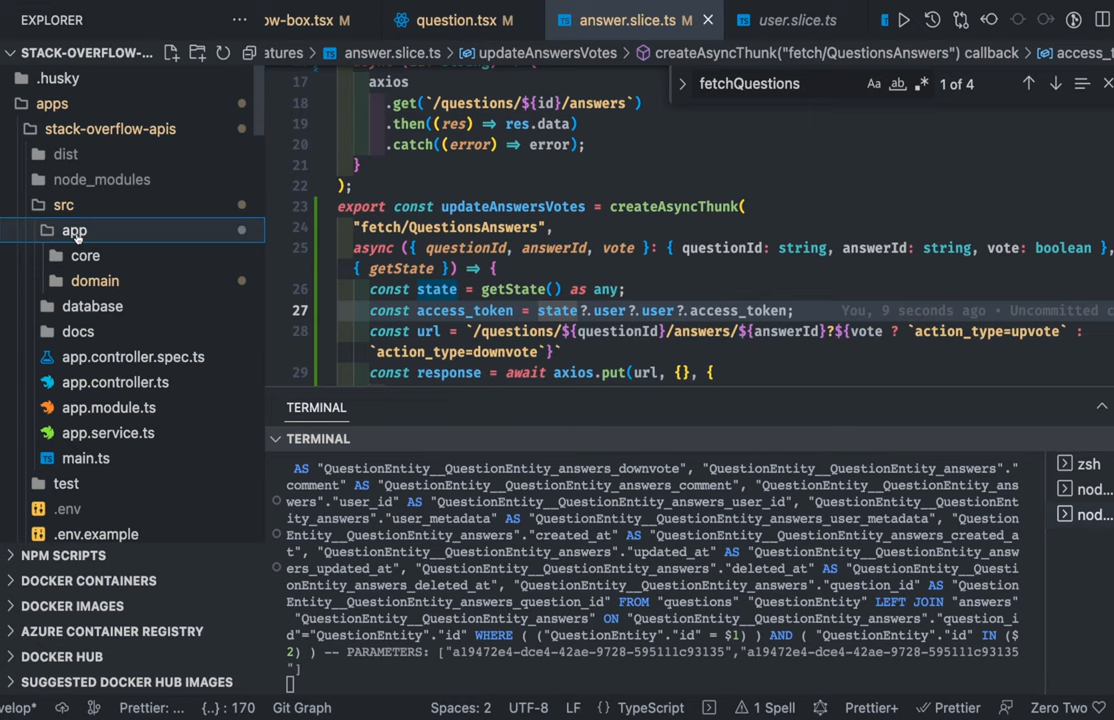 EXPLORER
ow-box.tsx M
question.tsx M
answer.slice.ts M
user.slice.ts
STACK-OVERFLOW-...
atures > answer.slice.ts > updateAnswersVotes > createAsyncThunk("fetch/QuestionsAnswers") callback > access_t
.husky
apps
stack-overflow-apis
dist
node_modules
src
app
core
domain
database
docs
app.controller.spec.ts
app.controller.ts
app.module.ts
app.service.ts
main.ts
test
.env
.env.example
NPM SCRIPTS
DOCKER CONTAINERS
DOCKER IMAGES
AZURE CONTAINER REGISTRY
DOCKER HUB
SUGGESTED DOCKER HUB IMAGES
fetchQuestions Aa ab .* 1 of 4
17 axios
18 .get(`/questions/${id}/answers`)
19 .then((res) ⇒ res.data)
20 .catch((error) ⇒ error);
21 }
22 );
23 export const updateAnswersVotes = createAsyncThunk(
24 "fetch/QuestionsAnswers",
25 async ({ questionId, answerId, vote }: { questionId: string, answerId: string, vote: boolean },
{ getState }) ⇒ {
26 const state = getState() as any;
27 const access_token = state?.user?.user?.access_token; You, 9 seconds ago • Uncommitted c
28 const url = `/questions/${questionId}/answers/${answerId}?${vote ? `action_type=upvote` :
`action_type=downvote`}`
29 const response = await axios.put(url, {}, {
TERMINAL
TERMINAL
AS "QuestionEntity__QuestionEntity_answers_downvote", "QuestionEntity__QuestionEntity_answers"."
comment" AS "QuestionEntity__QuestionEntity_answers_comment", "QuestionEntity__QuestionEntity_ans
wers"."user_id" AS "QuestionEntity__QuestionEntity_answers_user_id", "QuestionEntity__QuestionEnt
ity_answers"."user_metadata" AS "QuestionEntity__QuestionEntity_answers_user_metadata", "Question
Entity__QuestionEntity_answers"."created_at" AS "QuestionEntity__QuestionEntity_answers_created_a
t", "QuestionEntity__QuestionEntity_answers"."updated_at" AS "QuestionEntity__QuestionEntity_answ
ers_updated_at", "QuestionEntity__QuestionEntity_answers"."deleted_at" AS "QuestionEntity__Questi
onEntity_answers_deleted_at", "QuestionEntity__QuestionEntity_answers"."question_id" AS "Question
Entity__QuestionEntity_answers_question_id" FROM "questions" "QuestionEntity" LEFT JOIN "answers"
"QuestionEntity__QuestionEntity_answers" ON "QuestionEntity__QuestionEntity_answers"."question_i
d"="QuestionEntity"."id" WHERE ( ("QuestionEntity"."id" = $1) ) AND ( "QuestionEntity"."id" IN ($
2) ) -- PARAMETERS: ["a19472e4-dce4-42ae-9728-595111c93135","a19472e4-dce4-42ae-9728-595111c93135
"]
zsh
nod...
nod...
velop* Prettier: ... {..} : 170 Git Graph Spaces: 2 UTF-8 LF {} TypeScript 1 Spell Prettier+ Prettier Zero Two